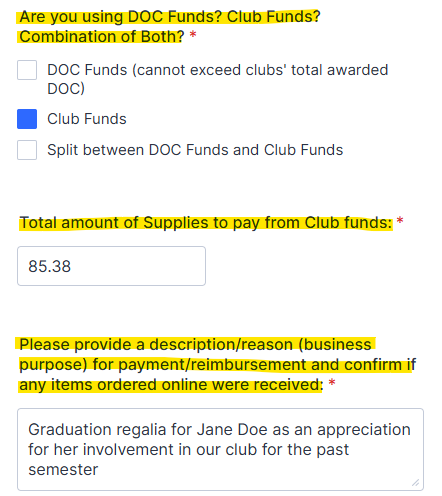 Are you using DOC Funds? Club Funds?
Combination of Both? *
DOC Funds (cannot exceed clubs' total awarded
DOC)
Club Funds
Split between DOC Funds and Club Funds
Total amount of Supplies to pay from Club funds: *
85.38
Please provide a description/reason (business
purpose) for payment/reimbursement and confirm if
any items ordered online were received: *
Graduation regalia for Jane Doe as an appreciation
for her involvement in our club for the past
semester